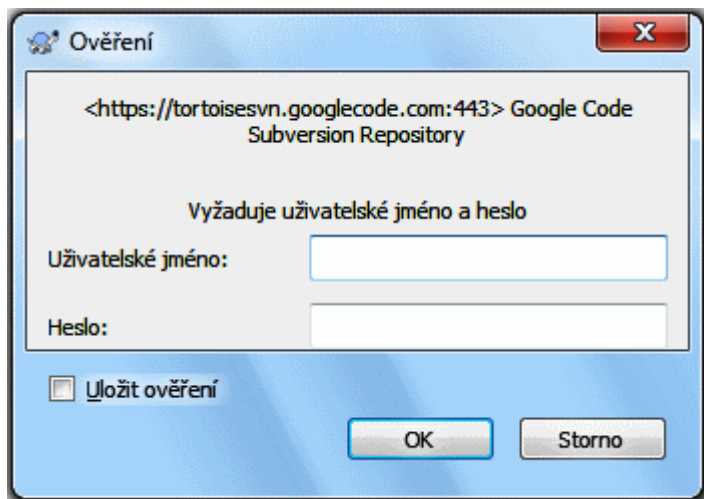 Ověření
<https://tortoisesvn.googlecode.com:443> Google Code
Subversion Repository
Vyžaduje uživatelské jméno a heslo
Uživatelské jméno:
Heslo:
Uložit ověření
OK
Storno